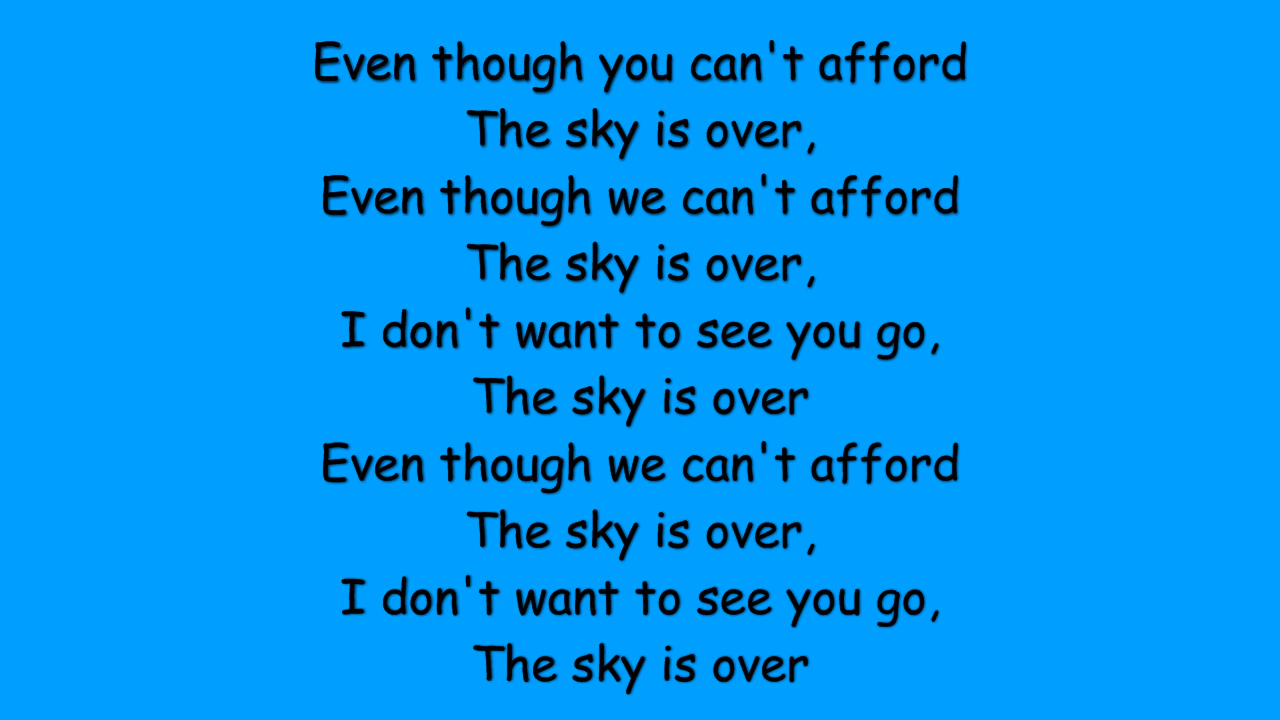 Even though you can't afford
The sky is over,
Even though we can't afford
The sky is over,
I don't want to see you go,
The sky is over
Even though we can't afford
The sky is over,
I don't want to see you go,
The sky is over